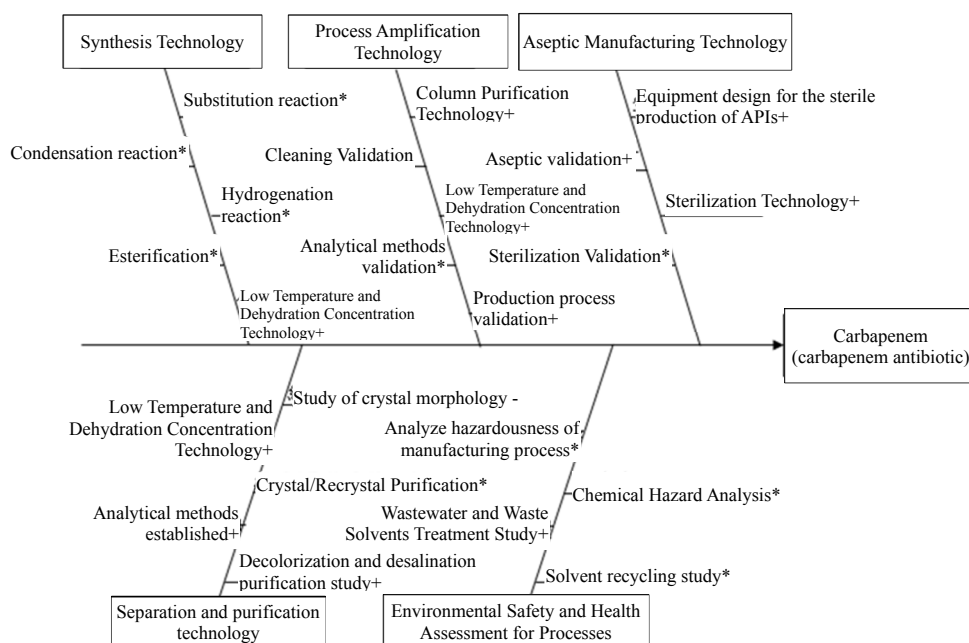 Synthesis Technology
Process Amplification
Technology
Aseptic Manufacturing Technology
Substitution reaction*
Condensation reaction*
Hydrogenation
reaction*
Esterification*
Low Temperature and
Dehydration Concentration
Technology+
Column Purification
Technology+
Cleaning Validation
Low Temperature and
Dehydration Concentration
Technology+
Analytical methods
validation*
Production process
validation+
Equipment design for the sterile
production of APIs+
Aseptic validation+
Sterilization Technology+
Sterilization Validation*
Carbapenem
(carbapenem antibiotic)
Study of crystal morphology -
Low Temperature and
Dehydration Concentration
Technology+
Crystal/Recrystal Purification*
Analytical methods
established+
Decolorization and desalination
purification study+
Separation and purification
technology
Analyze hazardousness of
manufacturing process*
Chemical Hazard Analysis*
Wastewater and Waste
Solvents Treatment Study+
Solvent recycling study*
Environmental Safety and Health
Assessment for Processes